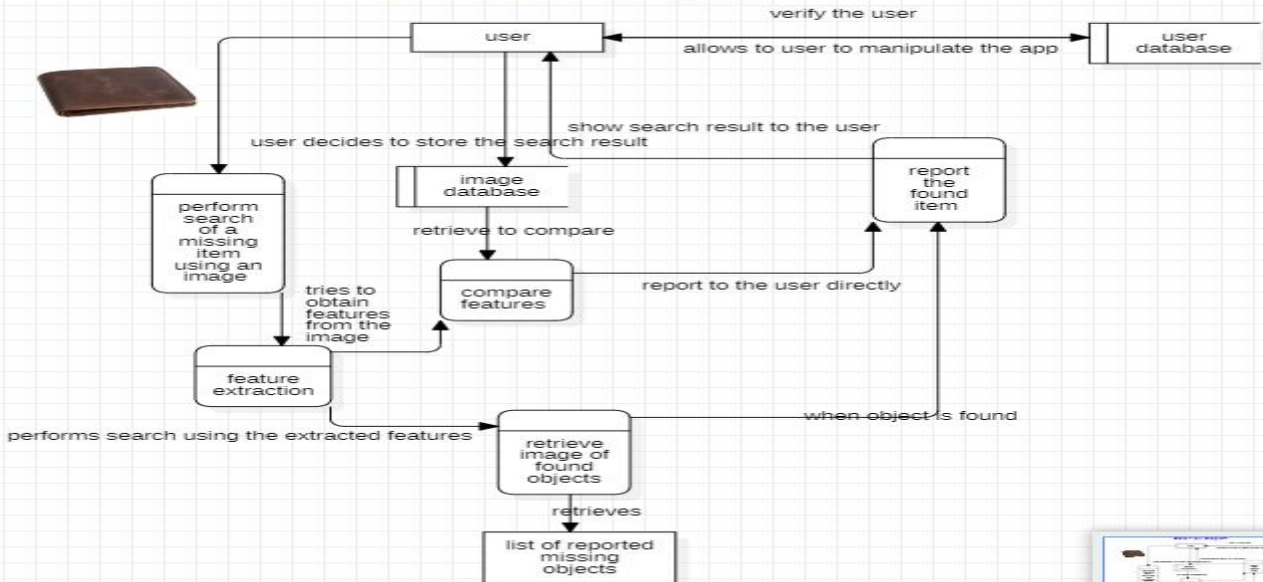 verify the user
user
user
database
allows to user to manipulate the app
show search result to the user
user decides to store the search result
image
database
report
the
found
item
perform
search
of a
missing
item
using an
image
retrieve to compare
compare
features
report to the user directly
tries to
obtain
features
from the
image
feature
extraction
when object is found
performs search using the extracted features
retrieve
image of
found
objects
retrieves
list of reported
missing
objects